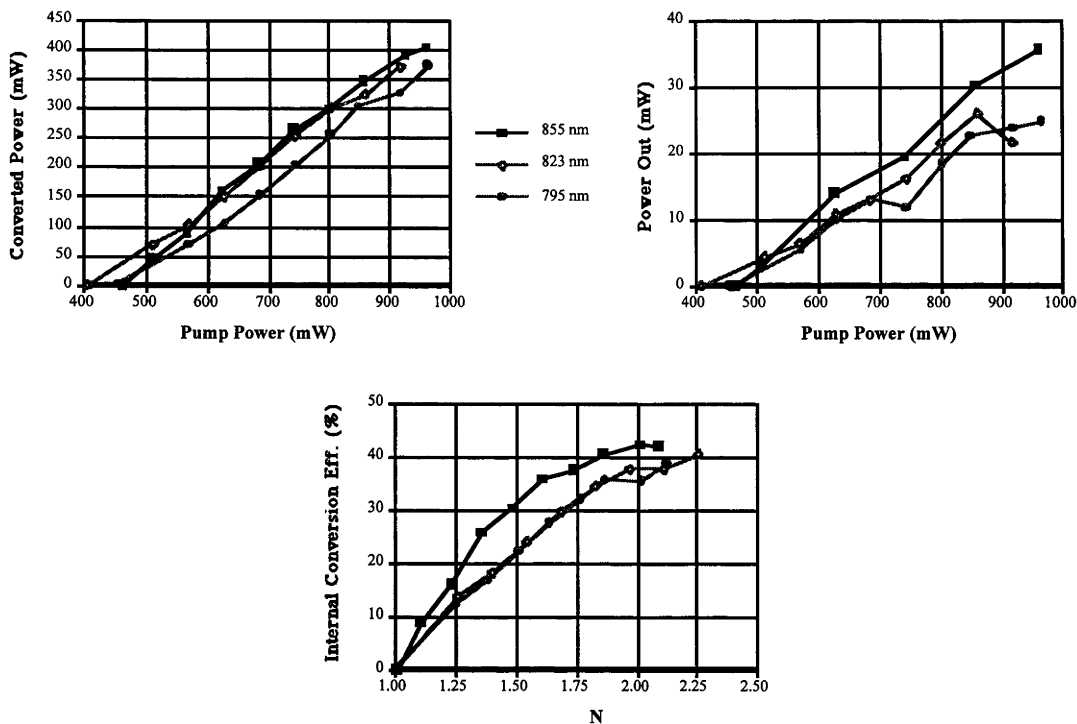 Converted Power (mW)
450
400
350
300
250
200
150
100
50
0
400 500 600 700 800 900 1000
Pump Power (mW)
855 nm
823 nm
795 nm
Power Out (mW)
40
30
20
10
0
400 500 600 700 800 900 1000
Pump Power (mW)
Internal Conversion Eff. (%)
50
40
30
20
10
0
1.00 1.25 1.50 1.75 2.00 2.25 2.50
N